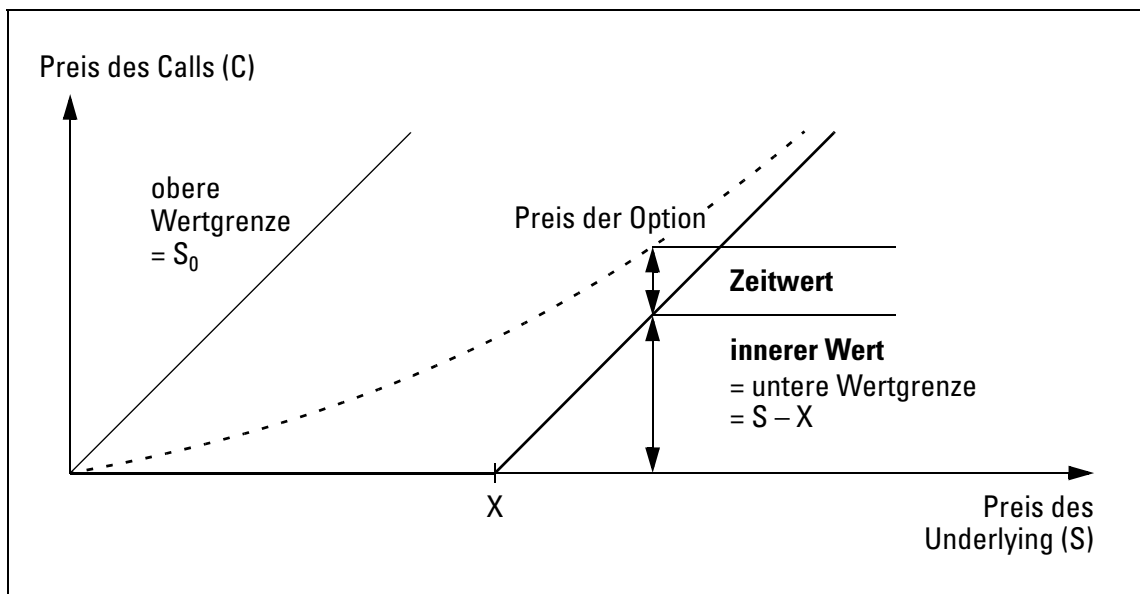 Preis des Calls (C)
obere
Wertgrenze
= S₀
Preis der Option
Zeitwert
innerer Wert
= untere Wertgrenze
= S – X
X
Preis des
Underlying (S)